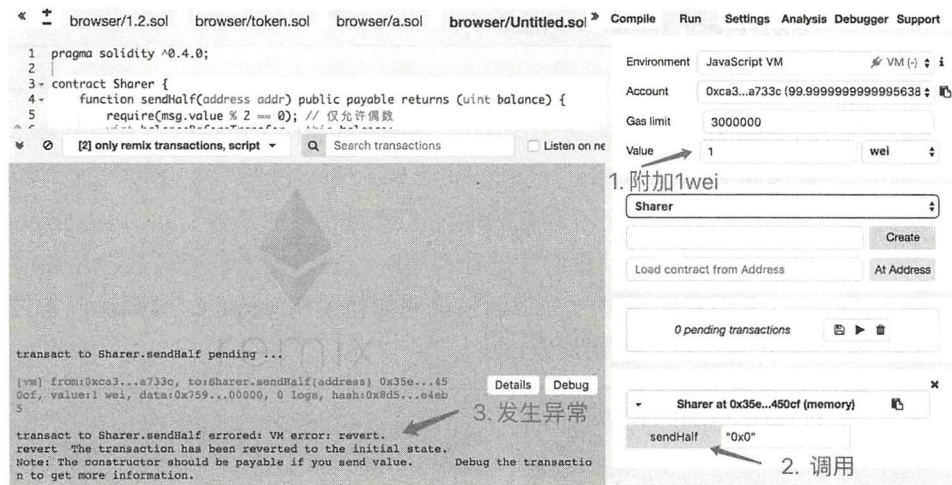 « + − browser/1.2.sol browser/token.sol browser/a.sol browser/Untitled.sol »
1 pragma solidity ^0.4.0;
2
3 contract Sharer {
4 function sendHalf(address addr) public payable returns (uint balance) {
5 require(msg.value % 2 == 0); // 仅允许偶数
[2] only remix transactions, script
Search transactions
Listen on ne
remix
transact to Sharer.sendHalf pending ...
[vm] from:0xca3...a733c, to:Sharer.sendHalf(address) 0x35e...45
0cf, value:1 wei, data:0x759...00000, 0 logs, hash:0x8d5...e4eb
5
Details Debug
3. 发生异常
transact to Sharer.sendHalf errored: VM error: revert.
revert The transaction has been reverted to the initial state.
Note: The constructor should be payable if you send value. Debug the transactio
n to get more information.
Compile Run Settings Analysis Debugger Support
Environment JavaScript VM VM (-) i
Account 0xca3...a733c (99.9999999999995638
Gas limit 3000000
Value 1 wei
1. 附加1wei
Sharer
Create
Load contract from Address At Address
0 pending transactions
Sharer at 0x35e...450cf (memory)
sendHalf "0x0"
2. 调用